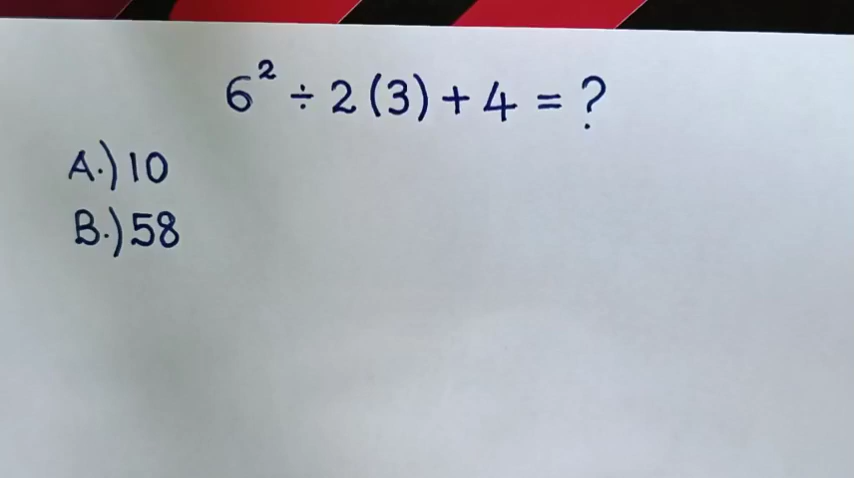 6² ÷ 2(3) + 4 = ?
A.) 10
B.) 58